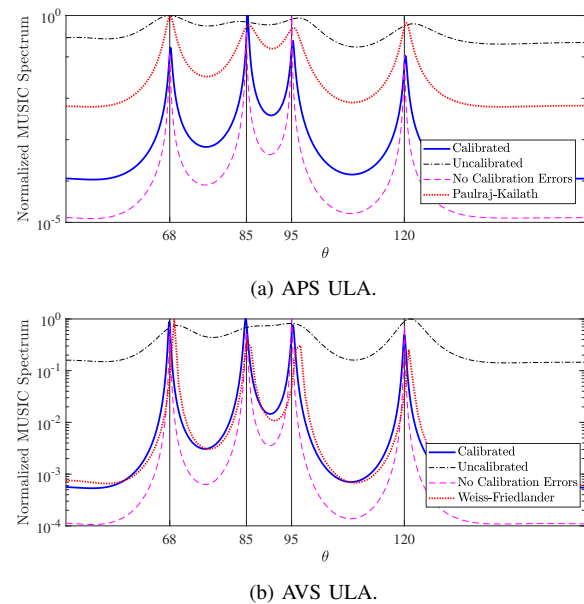 Normalized MUSIC Spectrum
10^0
10^-5
68 85 95 120
θ
Calibrated
Uncalibrated
No Calibration Errors
Paulraj-Kailath
(a) APS ULA.
Normalized MUSIC Spectrum
10^0
10^-1
10^-2
10^-3
10^-4
68 85 95 120
θ
Calibrated
Uncalibrated
No Calibration Errors
Weiss-Friedlander
(b) AVS ULA.